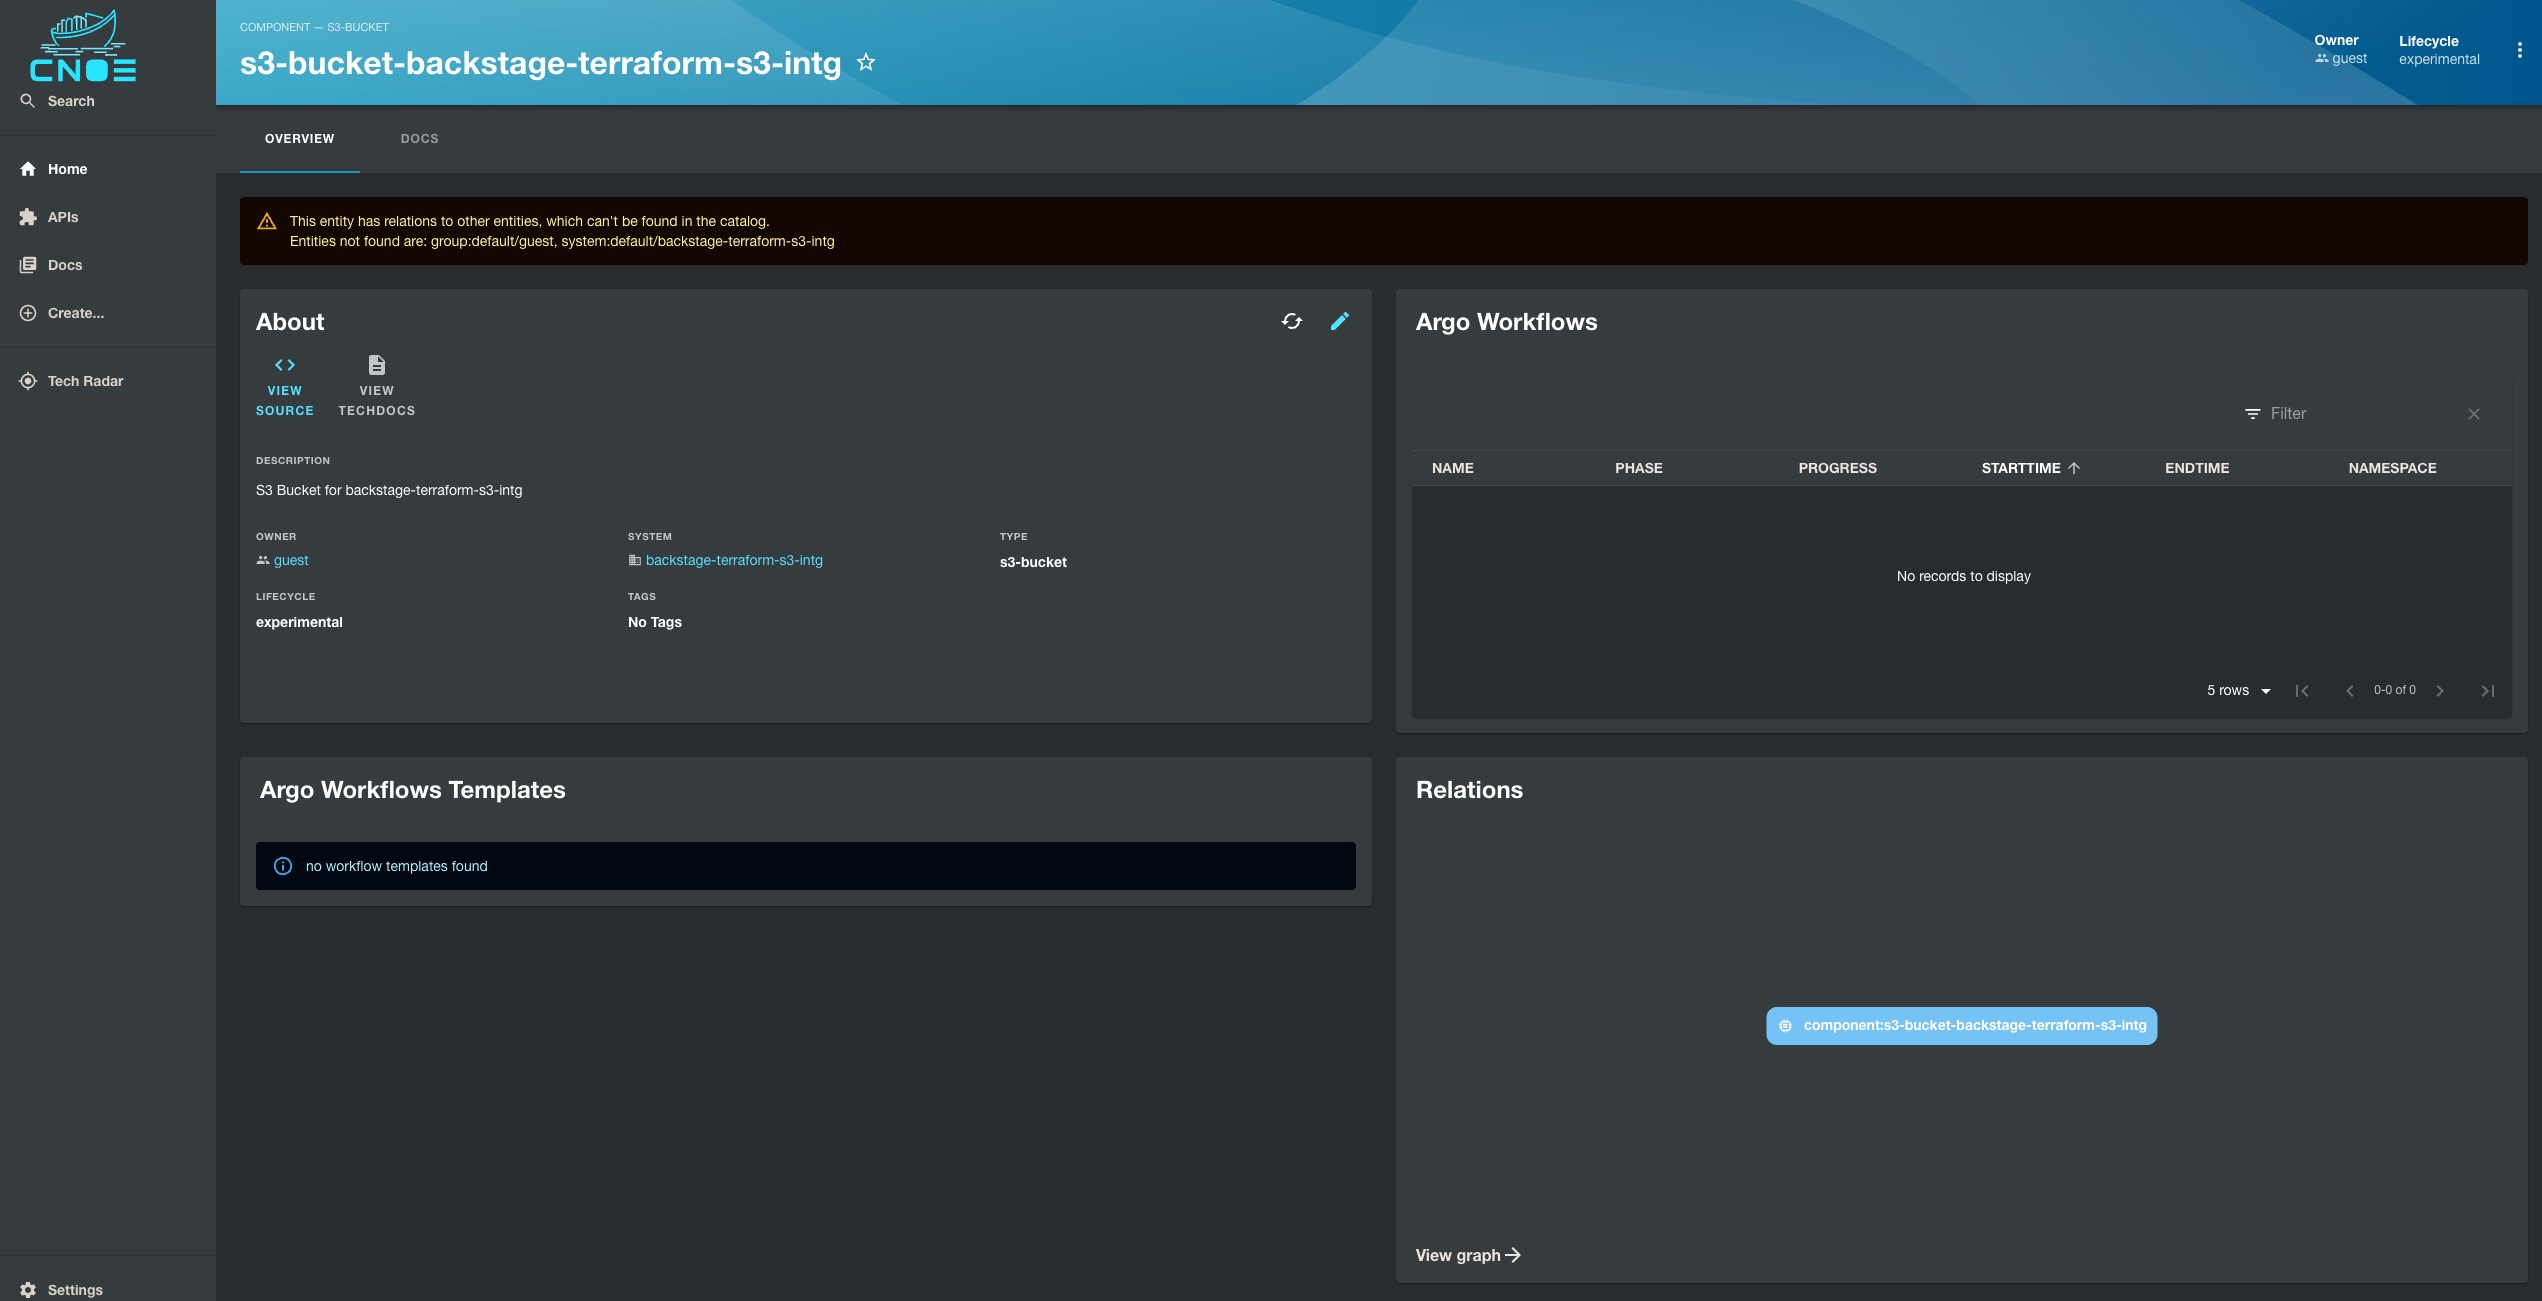 CNOE
Search
Home
APIs
Docs
Create...
Tech Radar
Settings
COMPONENT — S3-BUCKET
s3-bucket-backstage-terraform-s3-intg
Owner
guest
Lifecycle
experimental
OVERVIEW
DOCS
This entity has relations to other entities, which can't be found in the catalog.
Entities not found are: group:default/guest, system:default/backstage-terraform-s3-intg
About
VIEW
SOURCE
VIEW
TECHDOCS
DESCRIPTION
S3 Bucket for backstage-terraform-s3-intg
OWNER
guest
SYSTEM
backstage-terraform-s3-intg
TYPE
s3-bucket
LIFECYCLE
experimental
TAGS
No Tags
Argo Workflows
Filter
NAME PHASE PROGRESS STARTTIME ENDTIME NAMESPACE
No records to display
5 rows 0-0 of 0
Argo Workflows Templates
no workflow templates found
Relations
component:s3-bucket-backstage-terraform-s3-intg
View graph